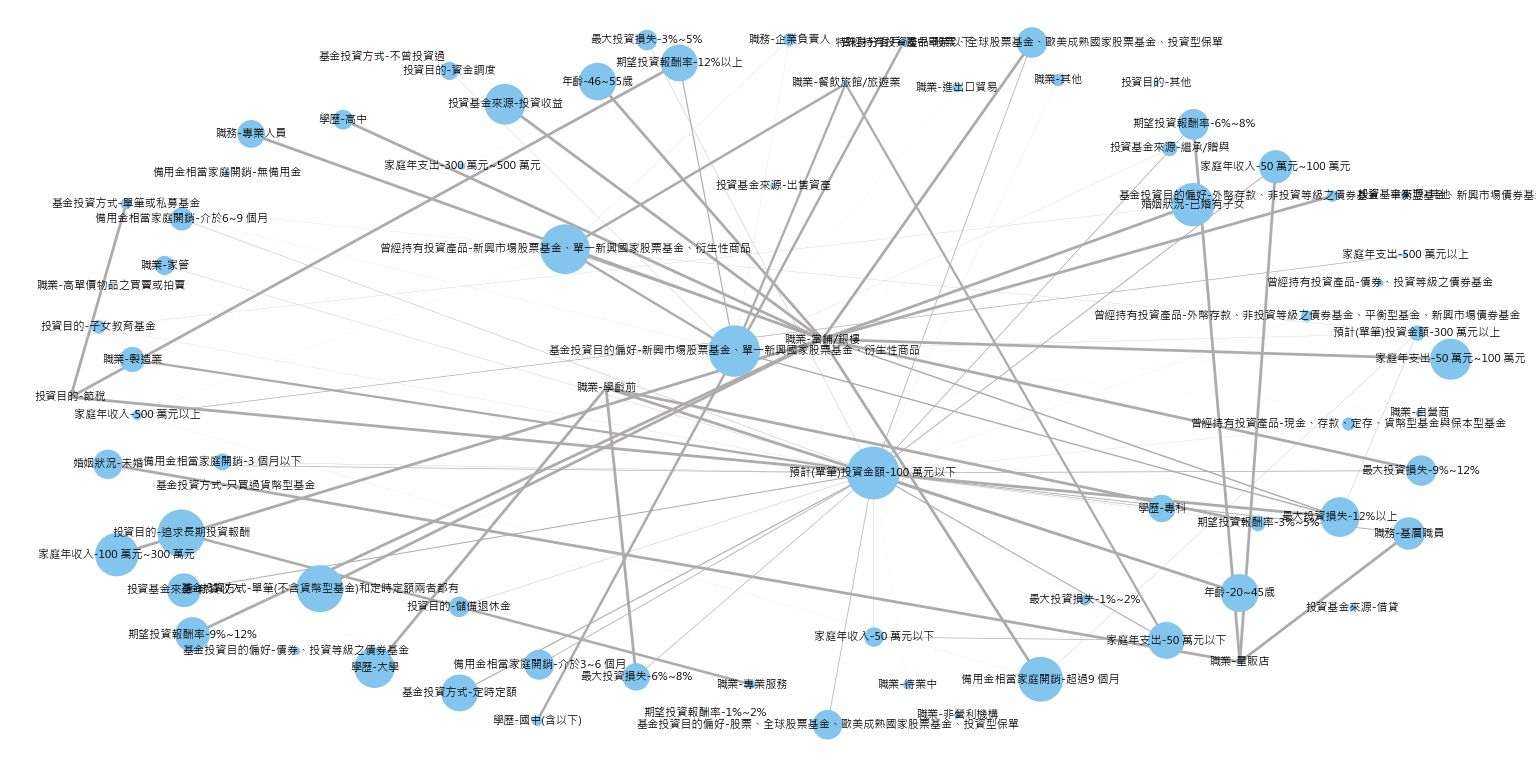 最大投資損失-3%~5%
職務-企業負責人
全球股票基金、歐美成熟國家股票基金、投資型保單
基金投資方式-不曾投資過
期望投資報酬率-12%以上
投資目的-資金調度
年齡-46~55歲
職業-餐飲旅館/旅遊業
職業-進出口貿易
職業-其他
投資目的-其他
投資基金來源-投資收益
學歷-高中
期望投資報酬率-6%~8%
職務-專業人員
投資基金來源-繼承/贈與
家庭年支出-300 萬元~500 萬元
家庭年收入-50 萬元~100 萬元
備用金相當家庭開銷-無備用金
投資基金來源-出售資產
基金投資目的偏好-外幣存款、非投資等級之債券基金、平衡型基金、新興市場債券基
基金投資方式-單筆或私募基金
婚姻狀況-已婚有子女
備用金相當家庭開銷-介於6~9 個月
曾經持有投資產品-新興市場股票基金、單一新興國家股票基金、衍生性商品
家庭年支出-500 萬元以上
職業-家管
職業-高單價物品之買賣或拍賣
曾經持有投資產品-債券、投資等級之債券基金
曾經持有投資產品-外幣存款、非投資等級之債券基金、平衡型基金、新興市場債券基金
投資目的-子女教育基金
預計(單筆)投資金額-300 萬元以上
職業-當舖/銀樓
基金投資目的偏好-新興市場股票基金、單一新興國家股票基金、衍生性商品
職業-製造業
家庭年支出-50 萬元~100 萬元
職業-學齡前
投資目的-節稅
家庭年收入-500 萬元以上
職業-自營商
曾經持有投資產品-現金、存款、定存、貨幣型基金與保本型基金
婚姻狀況-未婚
備用金相當家庭開銷-3 個月以下
預計(單筆)投資金額-100 萬元以下
最大投資損失-9%~12%
基金投資方式-只買過貨幣型基金
學歷-專科
最大投資損失-12%以上
期望投資報酬率-3%~5%
投資目的-追求長期投資報酬
職務-基層職員
家庭年收入-100 萬元~300 萬元
基金投資方式-單筆(不含貨幣型基金)和定時定額兩者都有
年齡-20~45歲
最大投資損失-1%~2%
投資目的-儲備退休金
投資基金來源-借貸
期望投資報酬率-9%~12%
家庭年收入-50 萬元以下
家庭年支出-50 萬元以下
基金投資目的偏好-債券、投資等級之債券基金
職業-量販店
學歷-大學
備用金相當家庭開銷-介於3~6 個月
最大投資損失-6%~8%
備用金相當家庭開銷-超過9 個月
職業-專業服務
職業-待業中
基金投資方式-定時定額
期望投資報酬率-1%~2%
職業-非營利機構
學歷-國中(含以下)
基金投資目的偏好-股票、全球股票基金、歐美成熟國家股票基金、投資型保單